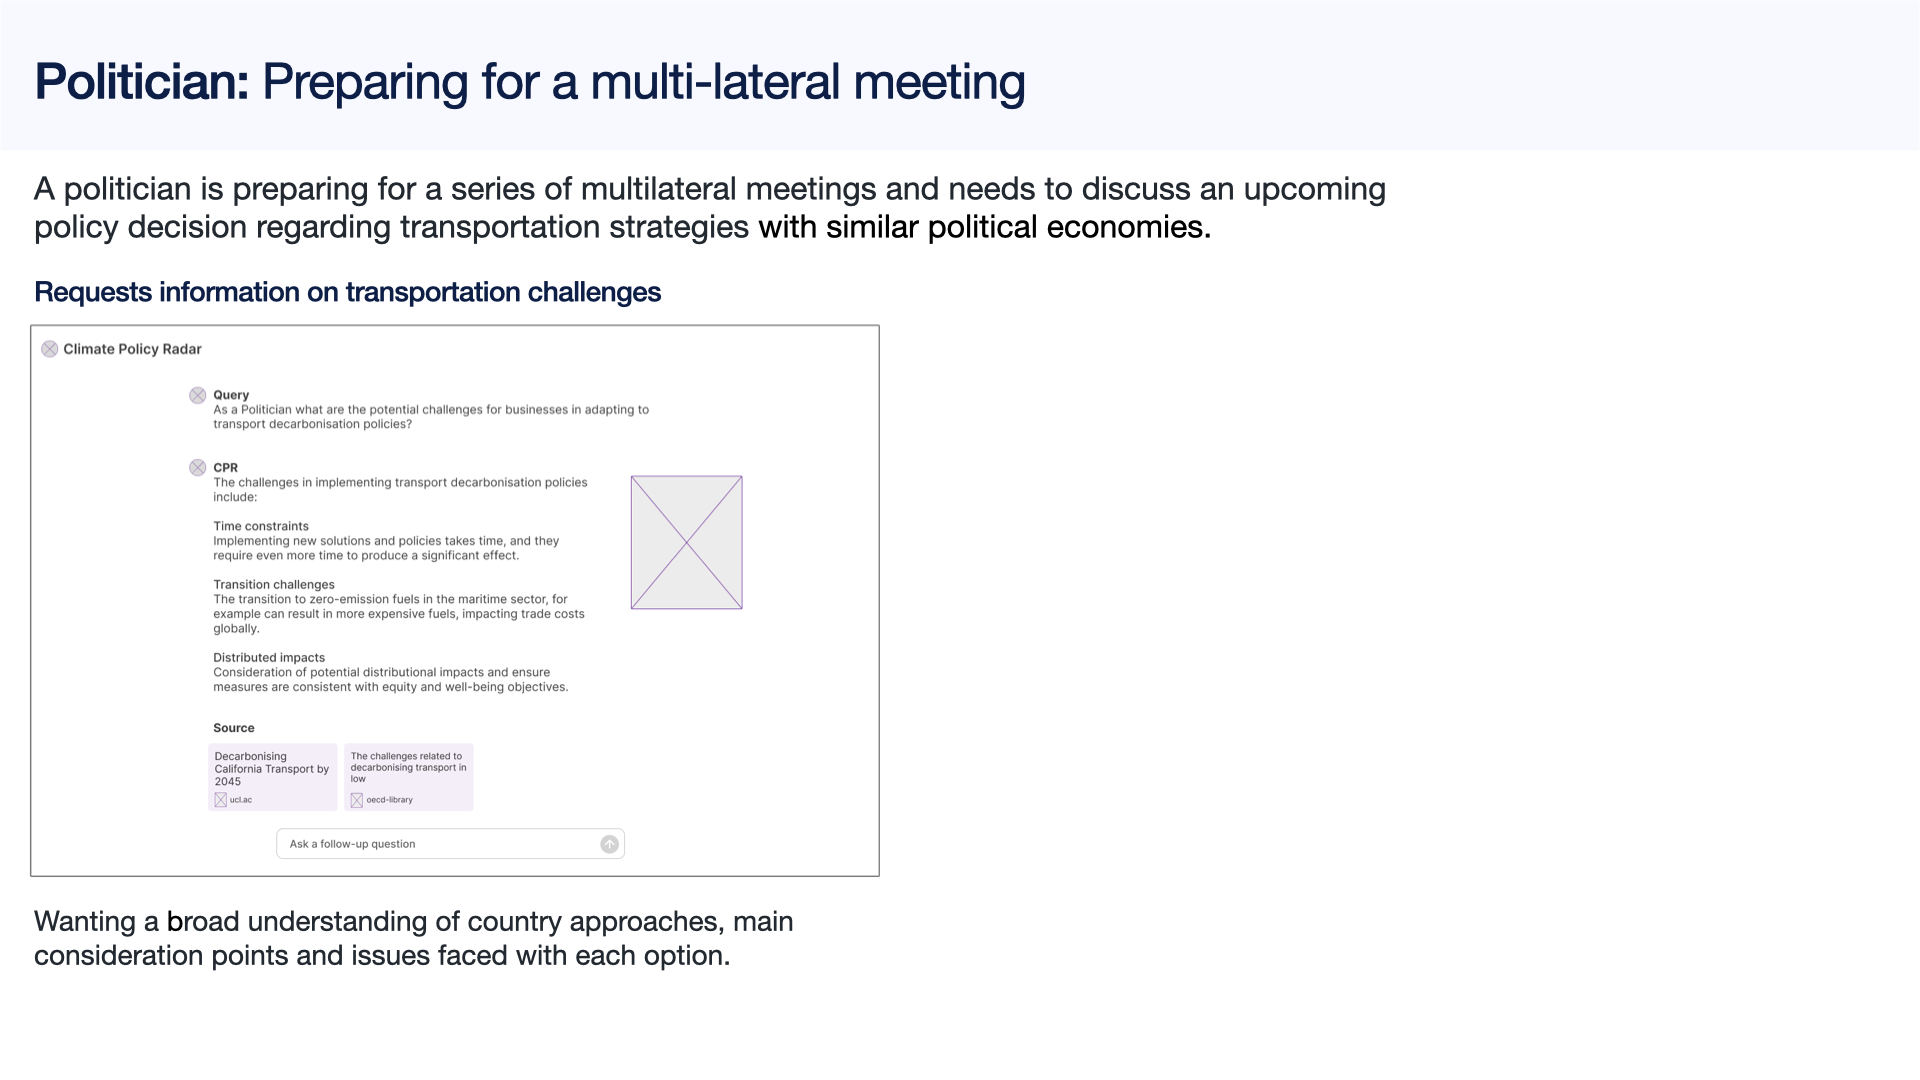 Politician: Preparing for a multi-lateral meeting
A politician is preparing for a series of multilateral meetings and needs to discuss an upcoming
policy decision regarding transportation strategies with similar political economies.
Requests information on transportation challenges
Climate Policy Radar
Query
As a Politician what are the potential challenges for businesses in adapting to
transport decarbonisation policies?
CPR
The challenges in implementing transport decarbonisation policies
include:
Time constraints
Implementing new solutions and policies takes time, and they
require even more time to produce a significant effect.
Transition challenges
The transition to zero-emission fuels in the maritime sector, for
example can result in more expensive fuels, impacting trade costs
globally.
Distributed impacts
Consideration of potential distributional impacts and ensure
measures are consistent with equity and well-being objectives.
Source
Decarbonising
California Transport by
2045
ucl.ac
The challenges related to
decarbonising transport in
low
oecd-library
Ask a follow-up question
Wanting a broad understanding of country approaches, main
consideration points and issues faced with each option.